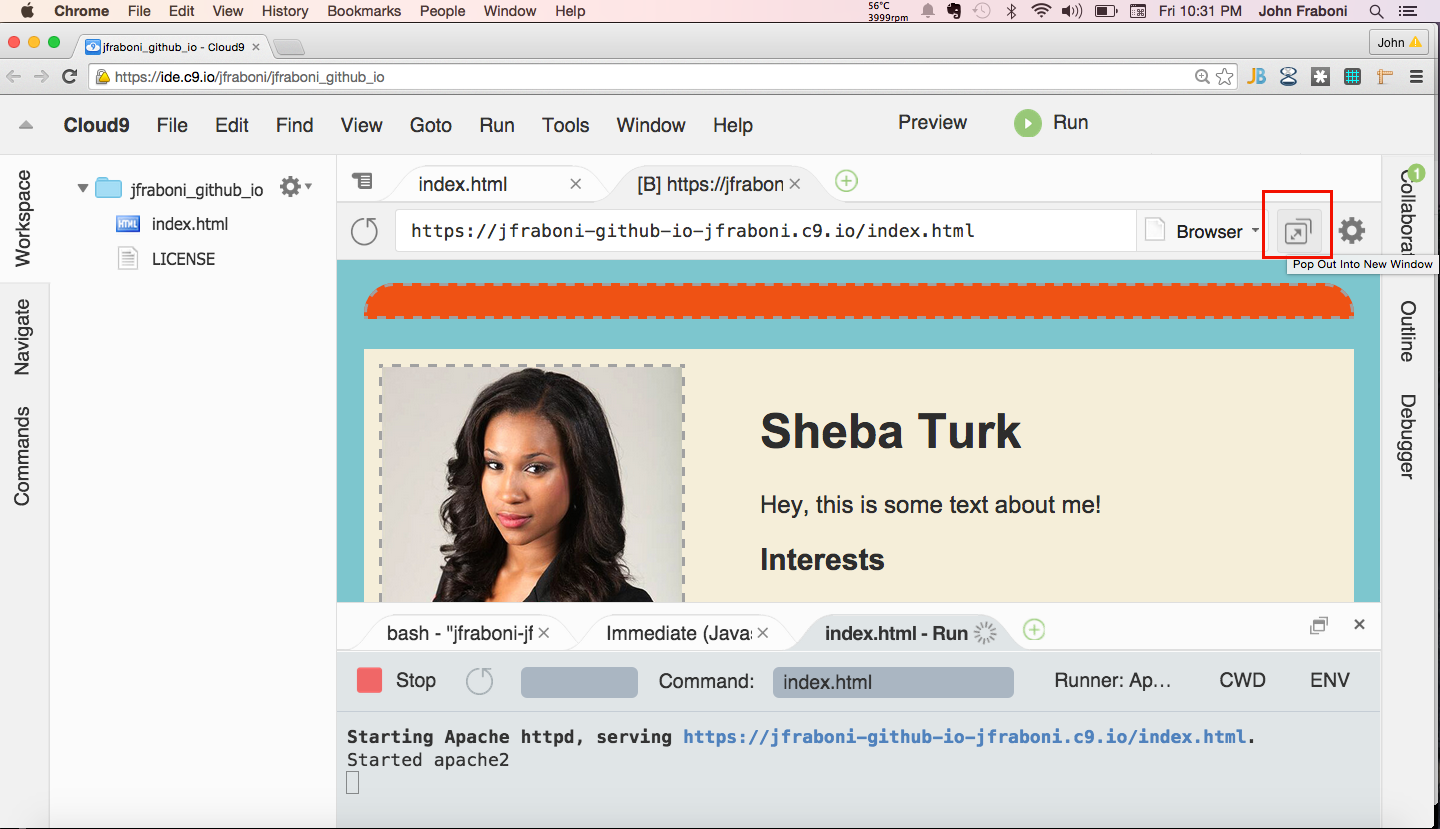 Chrome File Edit View History Bookmarks People Window Help 56°C 3999rpm Fri 10:31 PM John Fraboni
jfraboni_github_io - Cloud9 × John
https://ide.c9.io/jfraboni/jfraboni_github_io JB
Cloud9 File Edit Find View Goto Run Tools Window Help Preview Run
Workspace
Navigate
Commands
jfraboni_github_io
HTML index.html
LICENSE
index.html × [B] https://jfrabon ×
https://jfraboni-github-io-jfraboni.c9.io/index.html Browser
Pop Out Into New Window
1
Collaborat
Outline
Debugger
Sheba Turk
Hey, this is some text about me!
Interests
bash - "jfraboni-jf × Immediate (Javas × index.html - Run
Stop Command: index.html Runner: Ap… CWD ENV
Starting Apache httpd, serving https://jfraboni-github-io-jfraboni.c9.io/index.html.
Started apache2